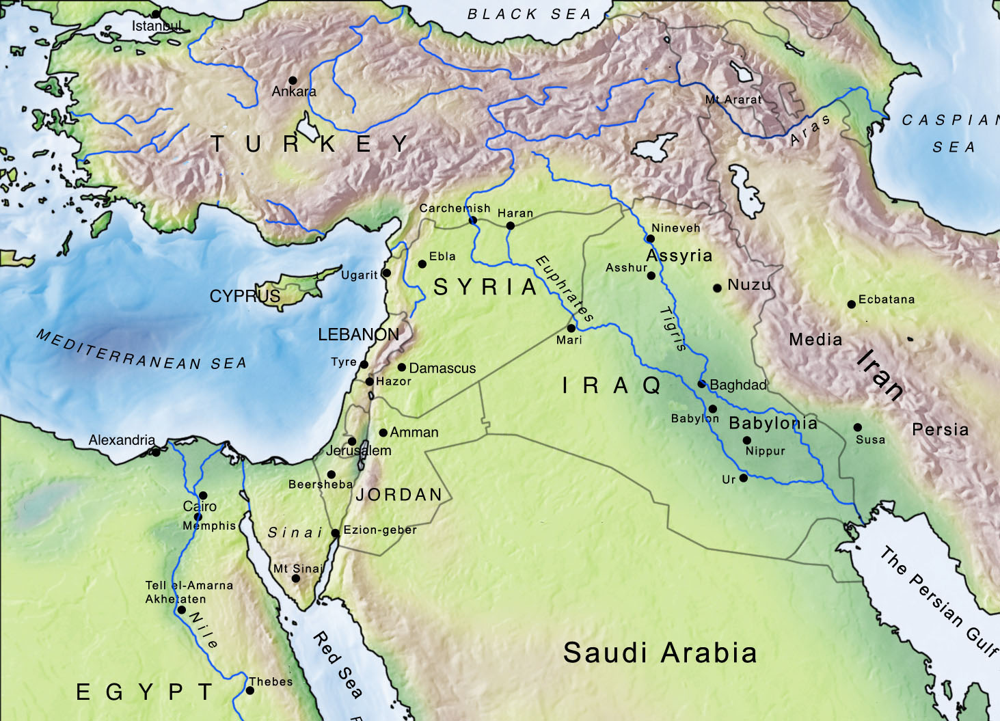 BLACK SEA
Istanbul
Ankara
Mt Ararat
CASPIAN
SEA
Aras
TURKEY
Carchemish
Haran
Nineveh
Assyria
Ebla
Asshur
Ugarit
Nuzu
SYRIA
Euphrates
CYPRUS
Ecbatana
Tigris
LEBANON
Mari
Media
MEDITERRANEAN SEA
Tyre
Damascus
Iran
Hazor
IRAQ
Baghdad
Babylon
Babylonia
Persia
Amman
Alexandria
Susa
Jerusalem
Nippur
Beersheba
Ur
JORDAN
Cairo
Memphis
Sinai
Ezion-geber
Mt Sinai
The Persian Gulf
Tell el-Amarna
Akhetaten
Nile
Red Sea
Saudi Arabia
Thebes
EGYPT